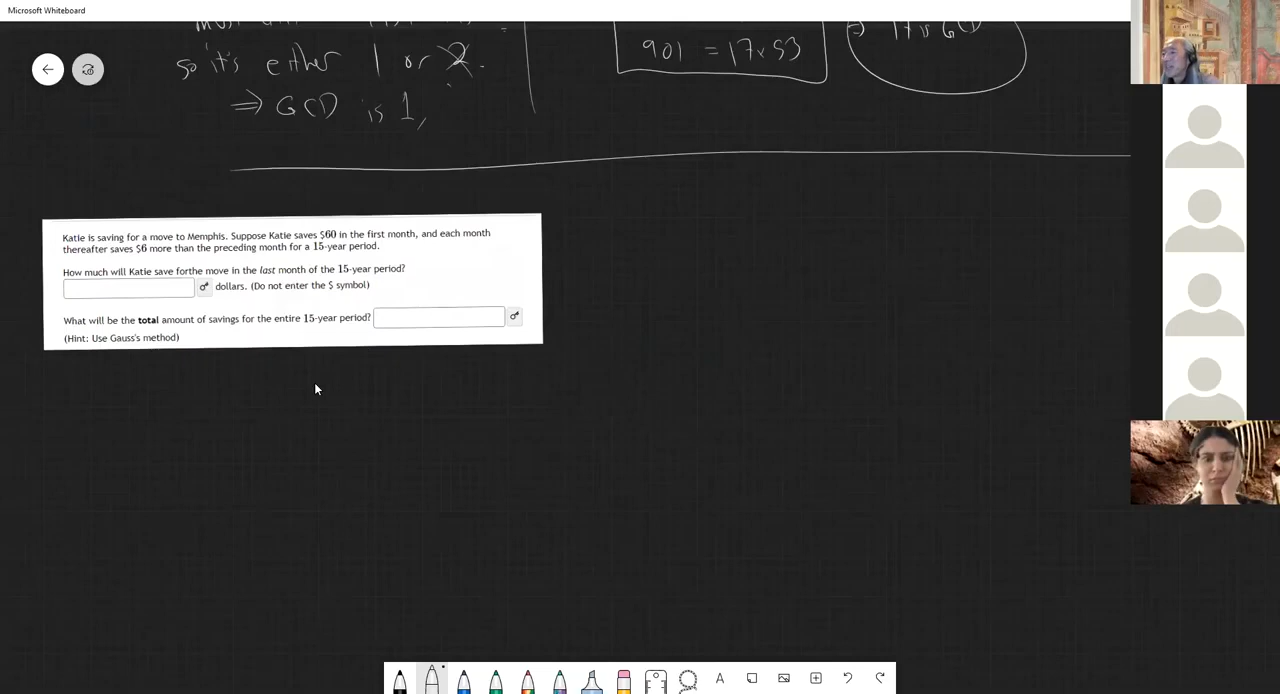 Microsoft Whiteboard
so it's either 1 or 2.
⇒ GCD is 1,
901 = 17x53
⇒ It is GCD
Katie is saving for a move to Memphis. Suppose Katie saves $60 in the first month, and each month
thereafter saves $6 more than the preceding month for a 15-year period.
How much will Katie save forthe move in the last month of the 15-year period?
dollars. (Do not enter the $ symbol)
What will be the total amount of savings for the entire 15-year period?
(Hint: Use Gauss's method)
A